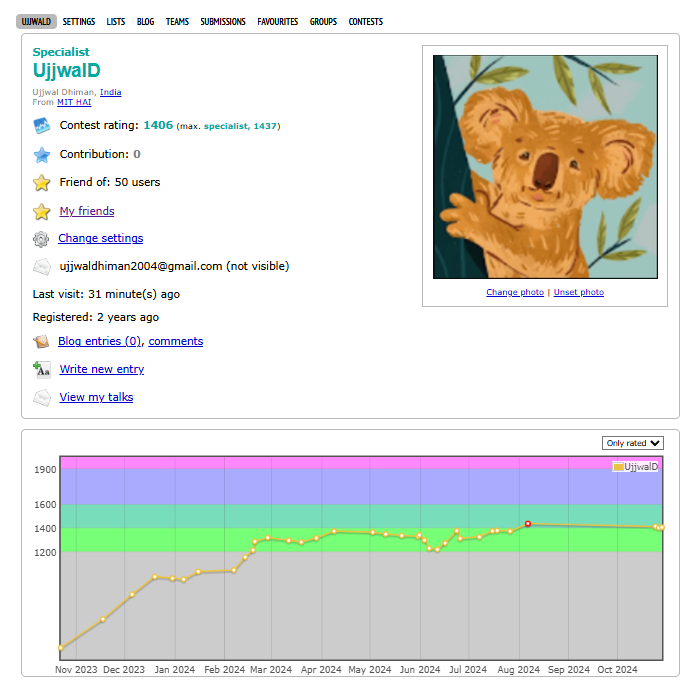 UJJWALD SETTINGS LISTS BLOG TEAMS SUBMISSIONS FAVOURITES GROUPS CONTESTS
Specialist
UjjwalD
Ujjwal Dhiman, India
From MIT HAI
Contest rating: 1406 (max. specialist, 1437)
Contribution: 0
Friend of: 50 users
My friends
Change settings
ujjwaldhiman2004@gmail.com (not visible)
Last visit: 31 minute(s) ago
Registered: 2 years ago
Blog entries (0), comments
Aa Write new entry
View my talks
Change photo | Unset photo
Only rated
UjjwalD
1900
1600
1400
1200
Nov 2023 Dec 2023 Jan 2024 Feb 2024 Mar 2024 Apr 2024 May 2024 Jun 2024 Jul 2024 Aug 2024 Sep 2024 Oct 2024